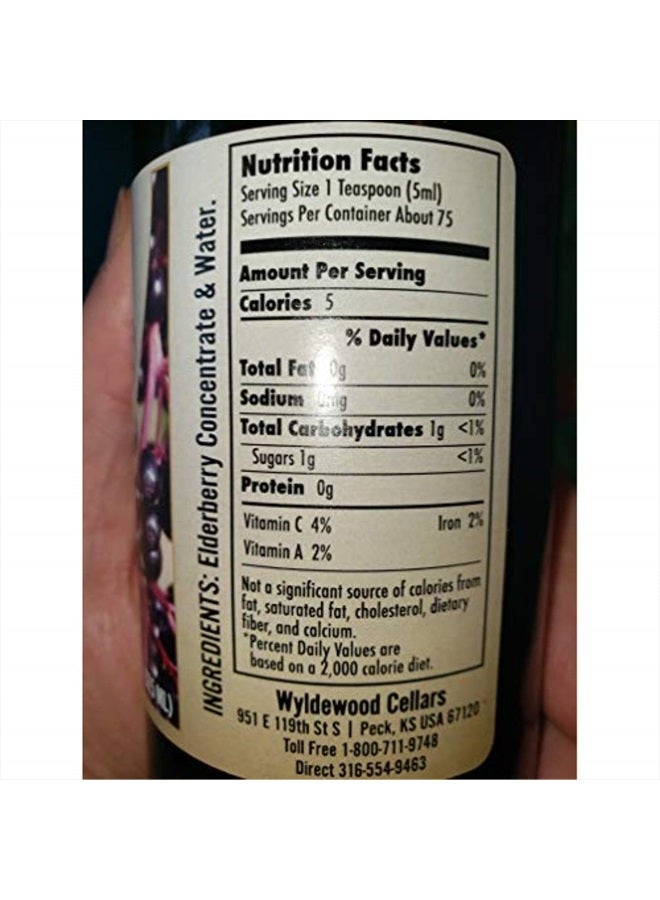 INGREDIENTS: Elderberry Concentrate & Water.
Nutrition Facts
Serving Size 1 Teaspoon (5ml)
Servings Per Container About 75
Amount Per Serving
Calories 5
% Daily Values*
Total Fat 0g 0%
Sodium 0mg 0%
Total Carbohydrates 1g <1%
Sugars 1g <1%
Protein 0g
Vitamin C 4% Iron 2%
Vitamin A 2%
Not a significant source of calories from
fat, saturated fat, cholesterol, dietary
fiber, and calcium.
*Percent Daily Values are
based on a 2,000 calorie diet.
Wyldewood Cellars
951 E 119th St S | Peck, KS USA 67120
Toll Free 1-800-711-9748
Direct 316-554-9463
ML)